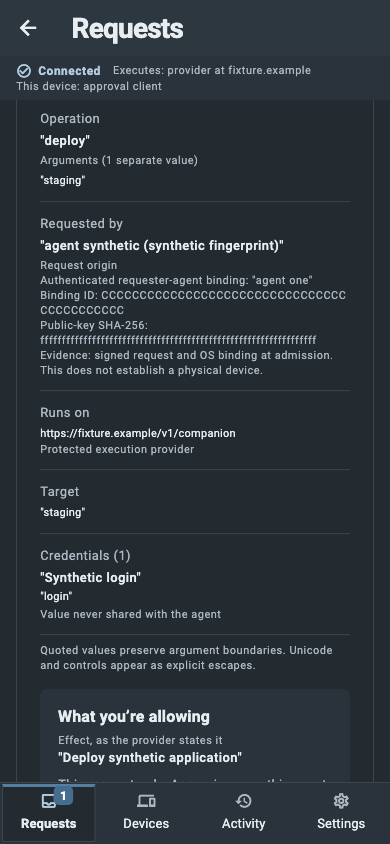 Requests
Connected Executes: provider at fixture.example
This device: approval client
Operation
"deploy"
Arguments (1 separate value)
"staging"
Requested by
"agent synthetic (synthetic fingerprint)"
Request origin
Authenticated requester-agent binding: "agent one"
Binding ID: CCCCCCCCCCCCCCCCCCCCCCCCCCCCCCCC
CCCCCCCCCCC
Public-key SHA-256:
ffffffffffffffffffffffffffffffffffffffffffffffffffffffffffffffff
Evidence: signed request and OS binding at admission.
This does not establish a physical device.
Runs on
https://fixture.example/v1/companion
Protected execution provider
Target
"staging"
Credentials (1)
"Synthetic login"
"login"
Value never shared with the agent
Quoted values preserve argument boundaries. Unicode
and controls appear as explicit escapes.
What you’re allowing
Effect, as the provider states it
"Deploy synthetic application"
1
Requests Devices Activity Settings